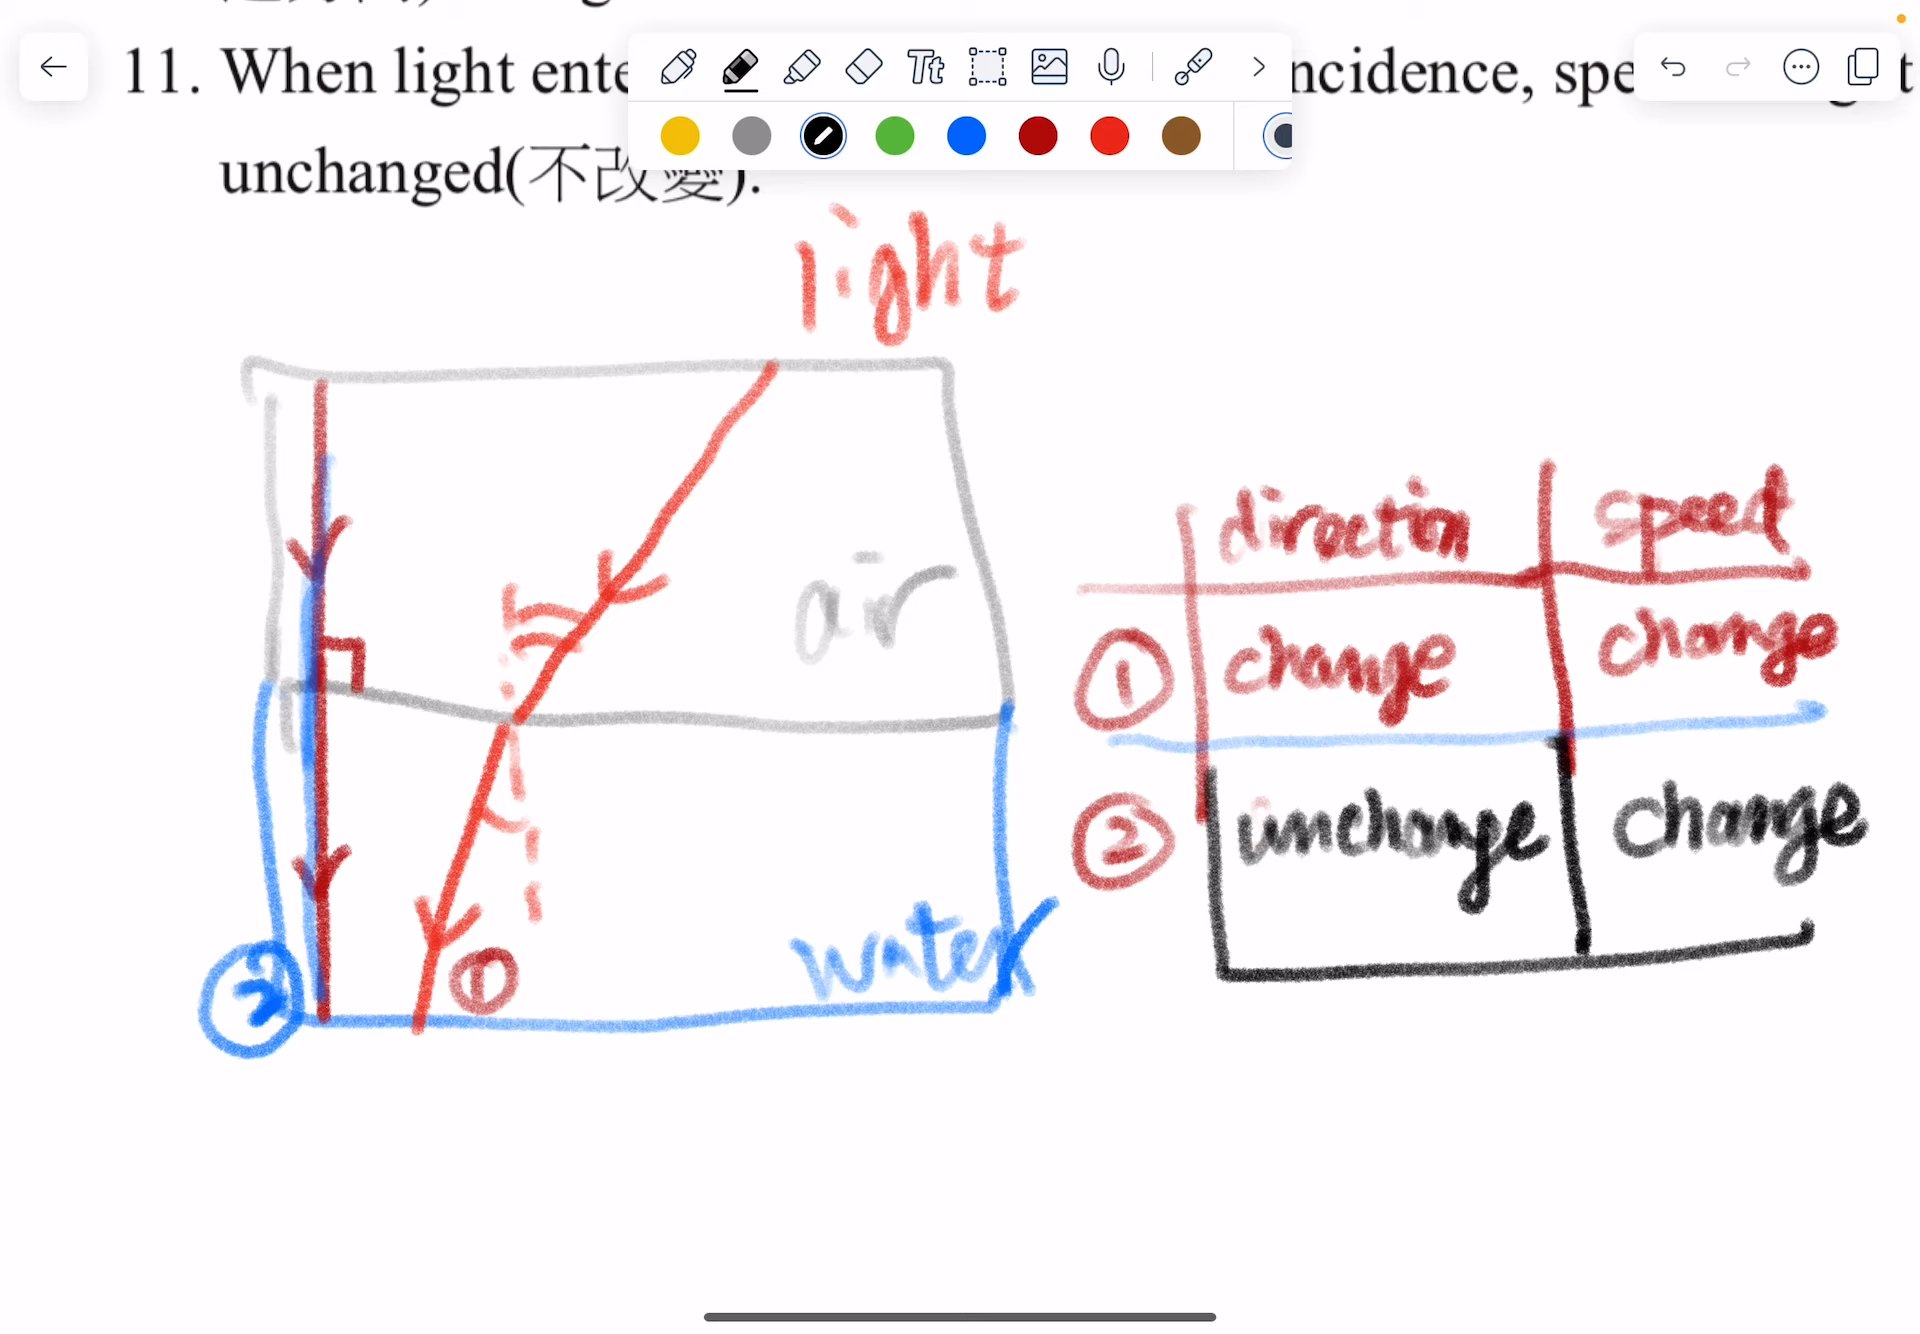 11. When light ente ncidence, spe t
unchanged(不改變).
Tt
light
air
water
direction speed
1 change change
2 unchange change
2
1